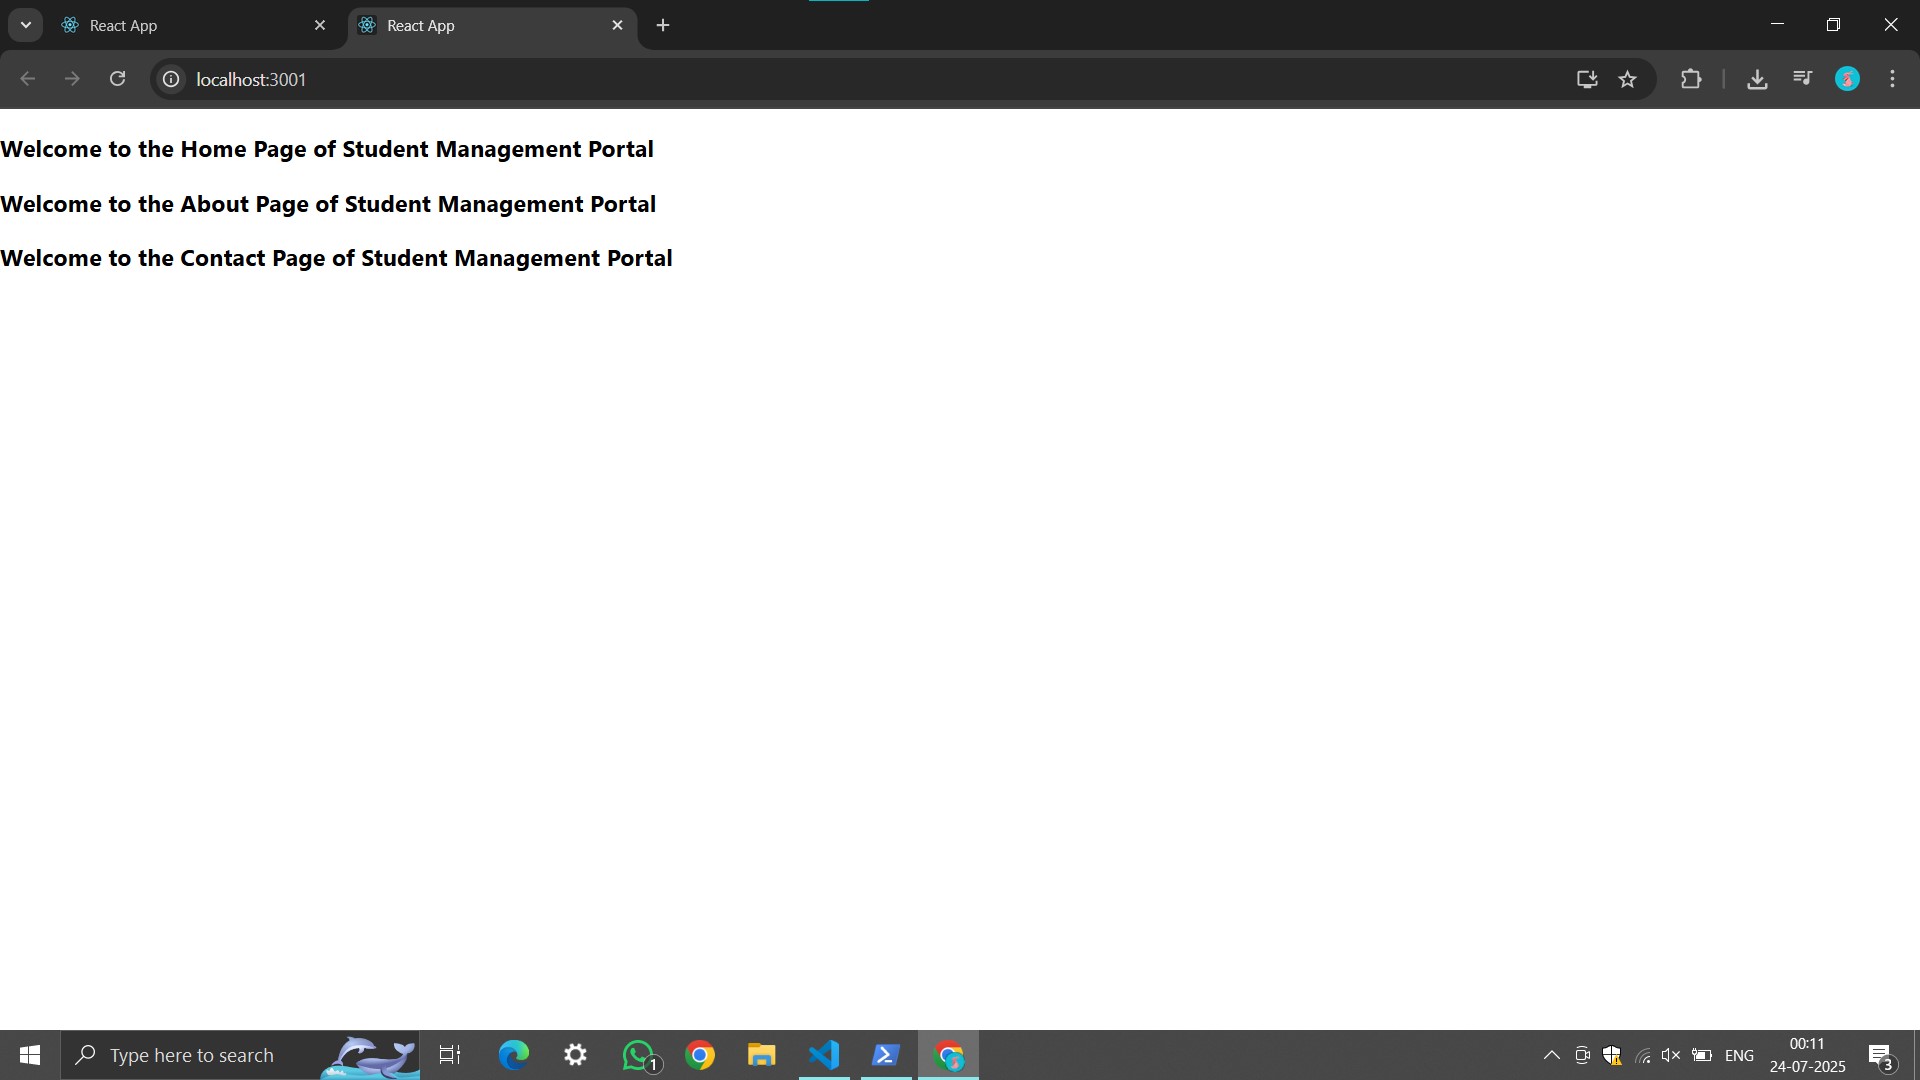 React App
React App
localhost:3001
Welcome to the Home Page of Student Management Portal
Welcome to the About Page of Student Management Portal
Welcome to the Contact Page of Student Management Portal
Type here to search
1
ENG
00:11
24-07-2025
3